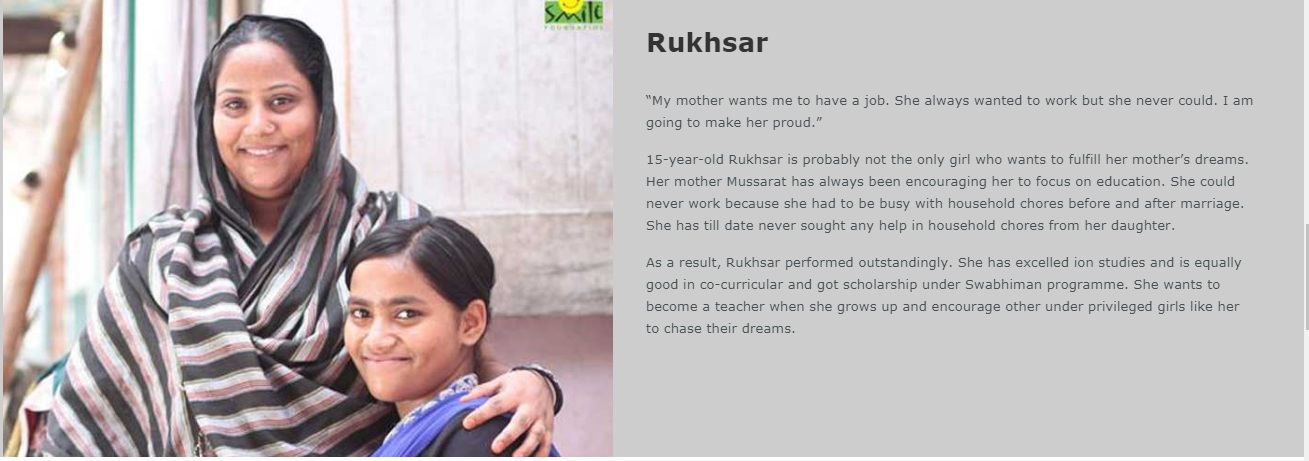 smile
FOUNDATION
Rukhsar
“My mother wants me to have a job. She always wanted to work but she never could. I am
going to make her proud.”
15-year-old Rukhsar is probably not the only girl who wants to fulfill her mother’s dreams.
Her mother Mussarat has always been encouraging her to focus on education. She could
never work because she had to be busy with household chores before and after marriage.
She has till date never sought any help in household chores from her daughter.
As a result, Rukhsar performed outstandingly. She has excelled ion studies and is equally
good in co-curricular and got scholarship under Swabhiman programme. She wants to
become a teacher when she grows up and encourage other under privileged girls like her
to chase their dreams.